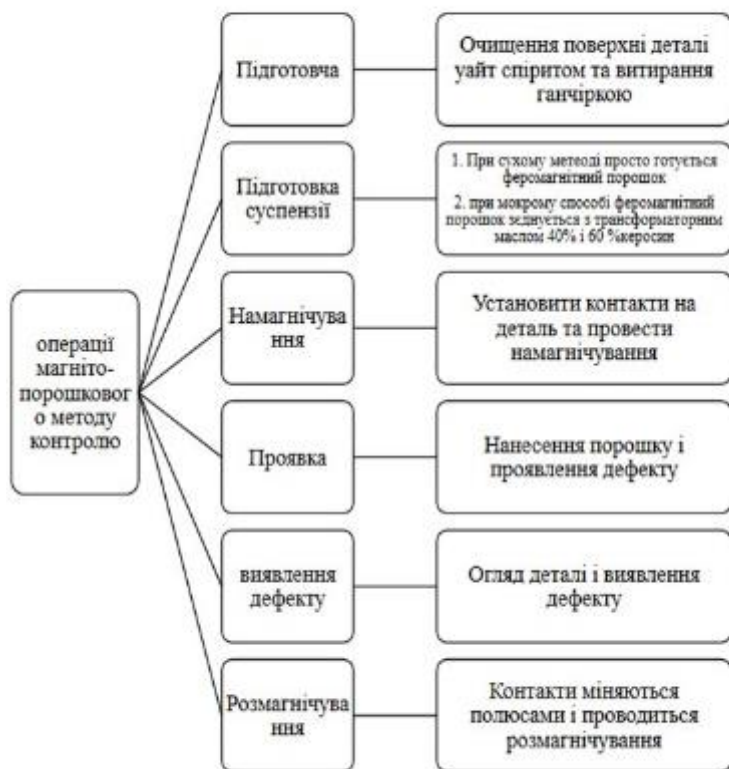 операції
магніто-
порошковог
о методу
контролю
Підготовча
Очищення поверхні деталі
уайт спіритом та витирання
ганчіркою
Підготовка
суспензії
1. При сухому метеоді просто готується
феромагнітний порошок
2. при мокрому способі феромагнітний
порошок зєднується з трансформаторним
маслом 40% і 60 %керосин
Намагнічува
ння
Установити контакти на
деталь та провести
намагнічування
Проявка
Нанесення порошку і
проявлення дефекту
виявлення
дефекту
Огляд деталі і виявлення
дефекту
Розмагнічува
ння
Контакти міняються
полюсами і проводиться
розмагнічування